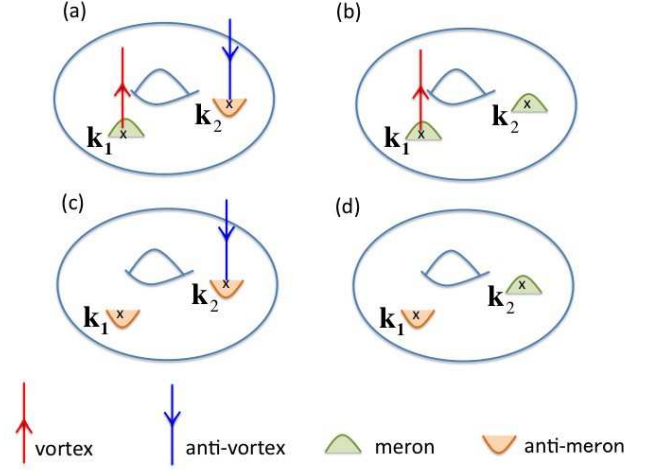 (a)
(b)
k1
x
k2
x
k1
x
k2
x
(c)
(d)
k1
x
k2
x
k1
x
k2
x
vortex
anti-vortex
meron
anti-meron